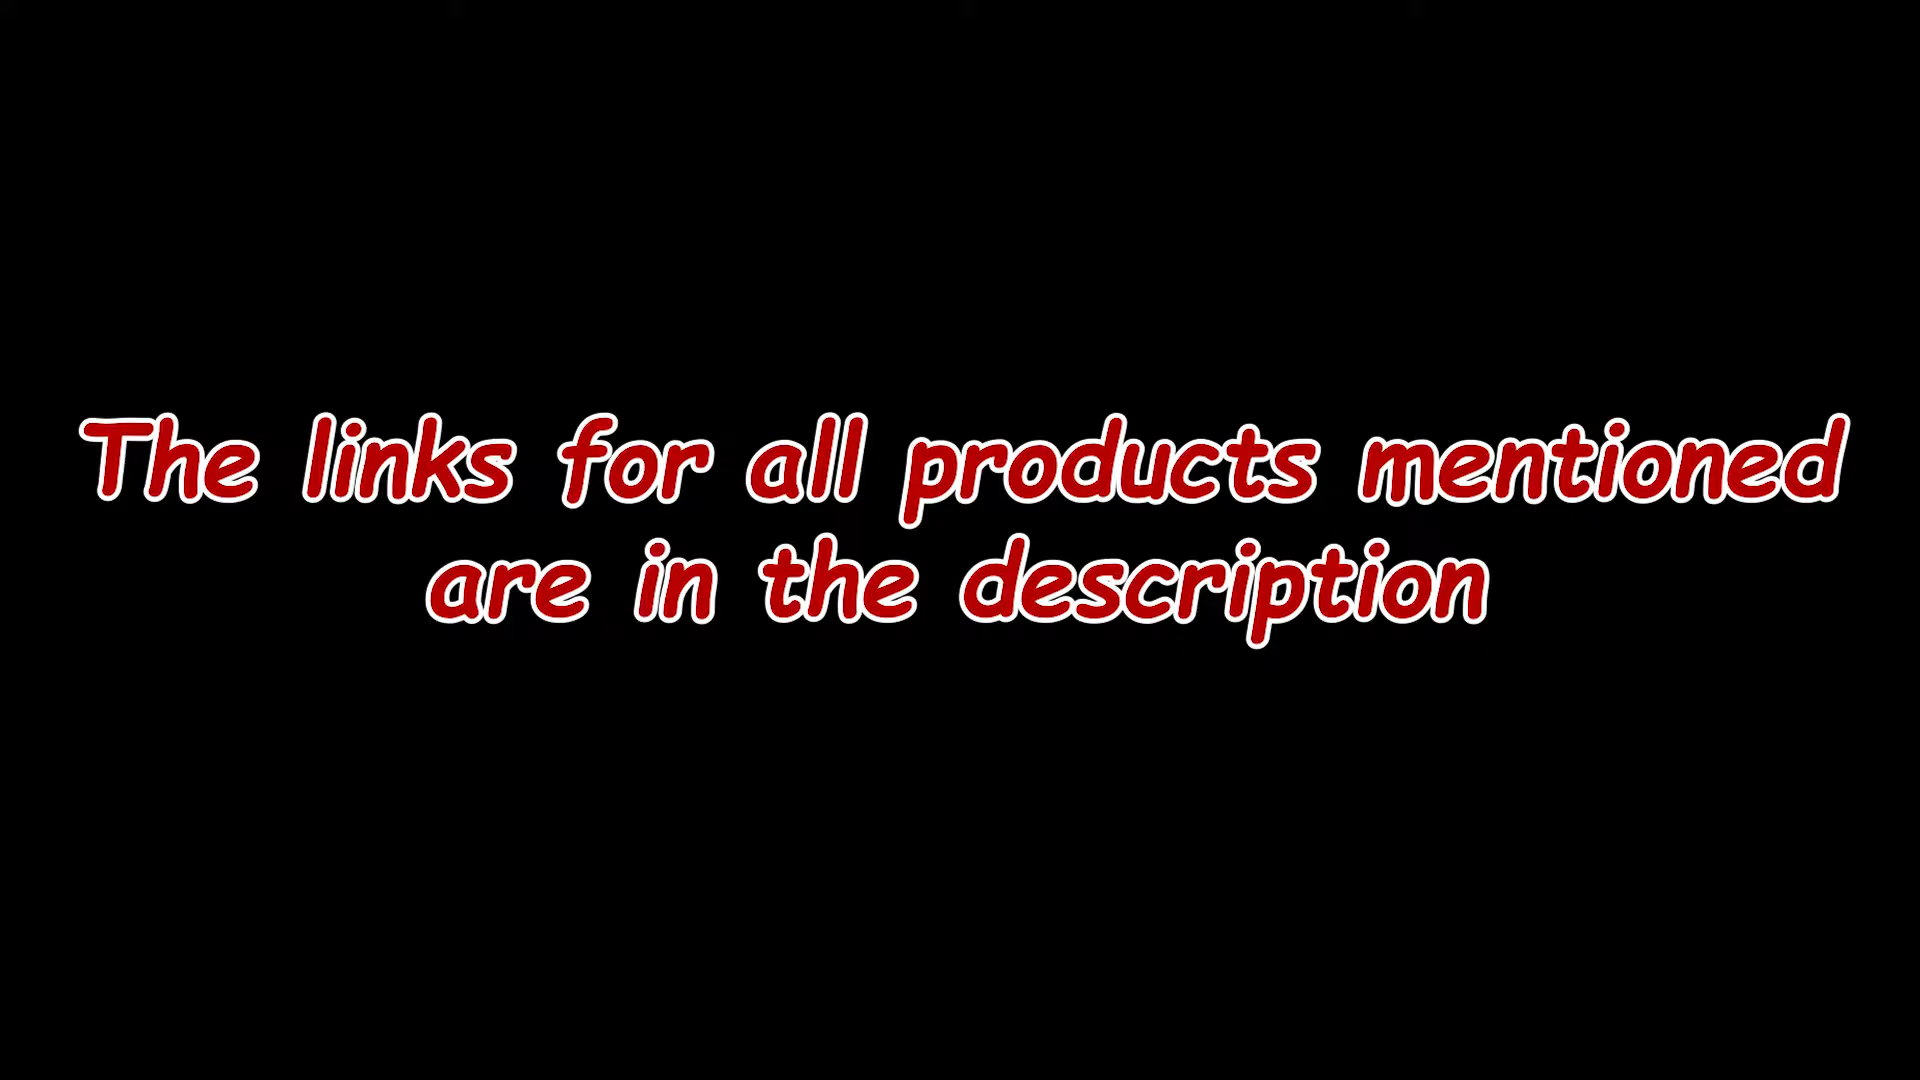 The links for all products mentioned
are in the description